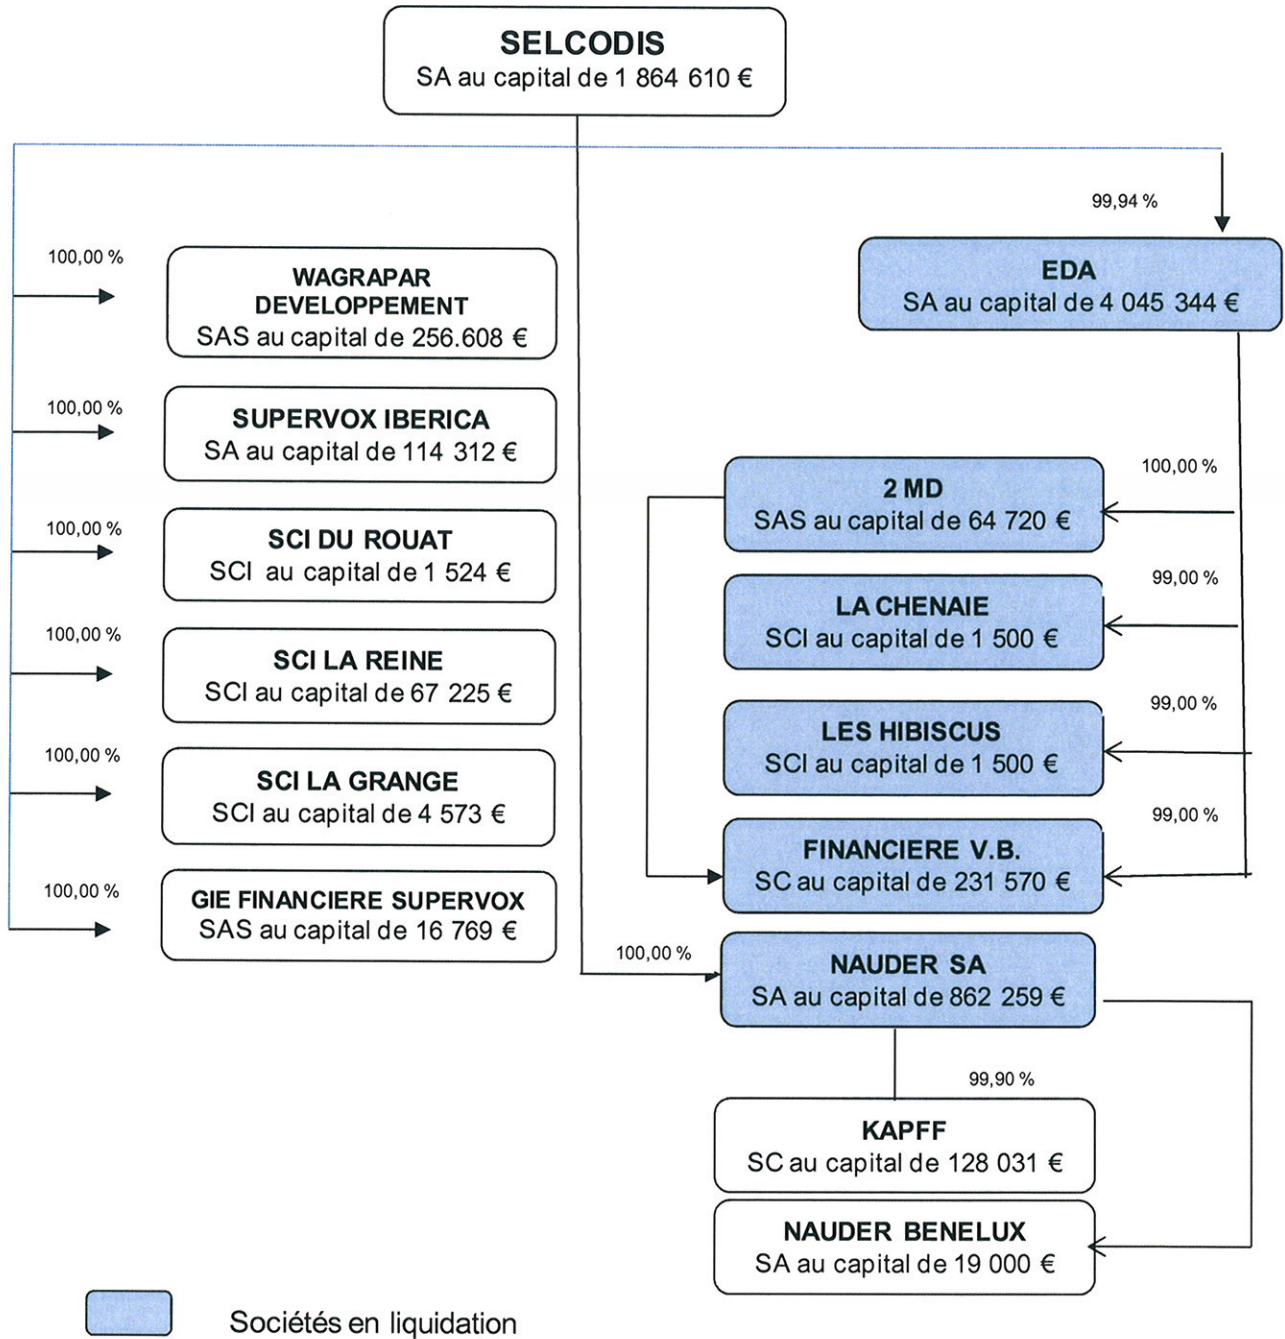 SELCODIS
SA au capital de 1 864 610 €
99,94 %
EDA
SA au capital de 4 045 344 €
100,00 %
WAGRAPAR
DEVELOPPEMENT
SAS au capital de 256.608 €
100,00 %
SUPERVOX IBERICA
SA au capital de 114 312 €
100,00 %
SCI DU ROUAT
SCI au capital de 1 524 €
100,00 %
SCI LA REINE
SCI au capital de 67 225 €
100,00 %
SCI LA GRANGE
SCI au capital de 4 573 €
100,00 %
GIE FINANCIERE SUPERVOX
SAS au capital de 16 769 €
100,00 %
2 MD
SAS au capital de 64 720 €
99,00 %
LA CHENAIE
SCI au capital de 1 500 €
99,00 %
LES HIBISCUS
SCI au capital de 1 500 €
99,00 %
FINANCIERE V.B.
SC au capital de 231 570 €
100,00 %
NAUDER SA
SA au capital de 862 259 €
99,90 %
KAPFF
SC au capital de 128 031 €
NAUDER BENELUX
SA au capital de 19 000 €
Sociétés en liquidation